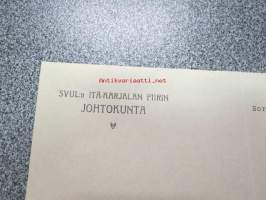 Antikvariaatti.net
SVUL:n ITÄ-KARJALAN PIIRIN
JOHTOKUNTA
Sor